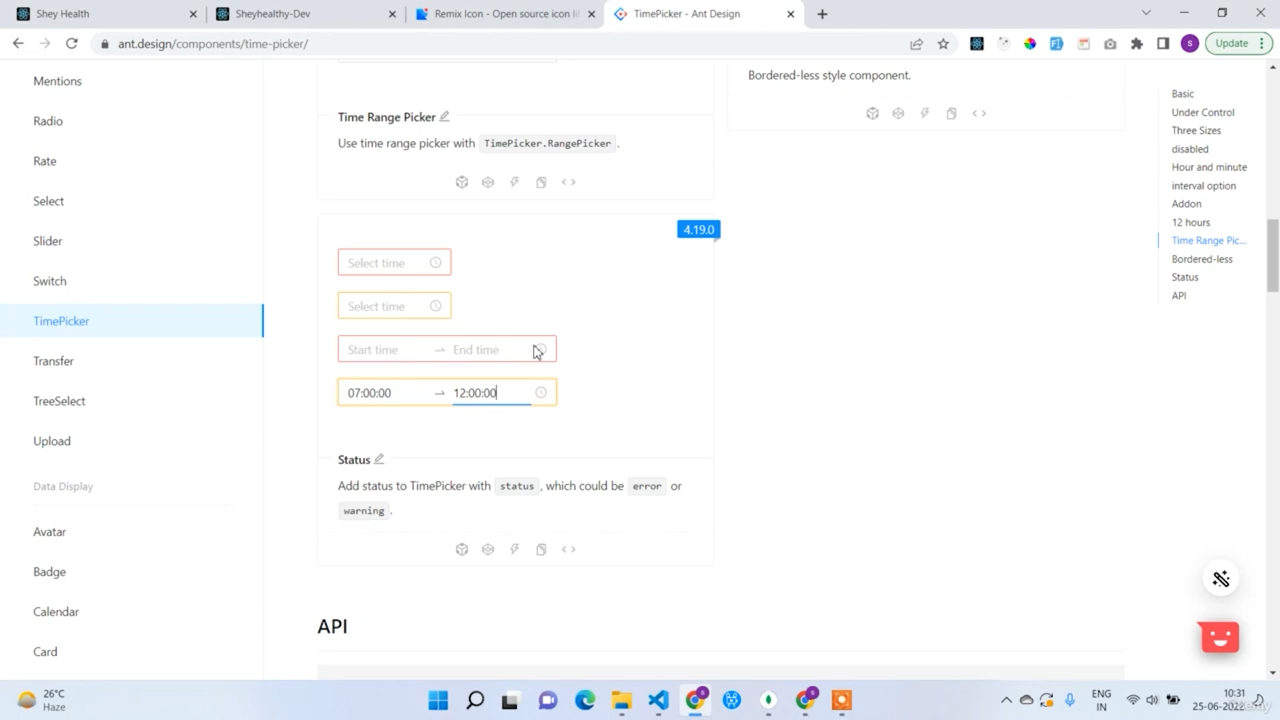 Shey Health
Sheyhealthy-Dev
Remix Icon - Open source icon li
TimePicker - Ant Design
ant.design/components/time-picker/
S
Update
Mentions
Radio
Rate
Select
Slider
Switch
TimePicker
Transfer
TreeSelect
Upload
Data Display
Avatar
Badge
Calendar
Card
Time Range Picker
Use time range picker with TimePicker.RangePicker .
4.19.0
Select time
Select time
Start time End time
07:00:00 12:00:00
Status
Add status to TimePicker with status , which could be error or
warning .
API
Bordered-less style component.
Basic
Under Control
Three Sizes
disabled
Hour and minute
interval option
Addon
12 hours
Time Range Pic...
Bordered-less
Status
API
26°C
Haze
ENG
IN
10:31
25-06-2022